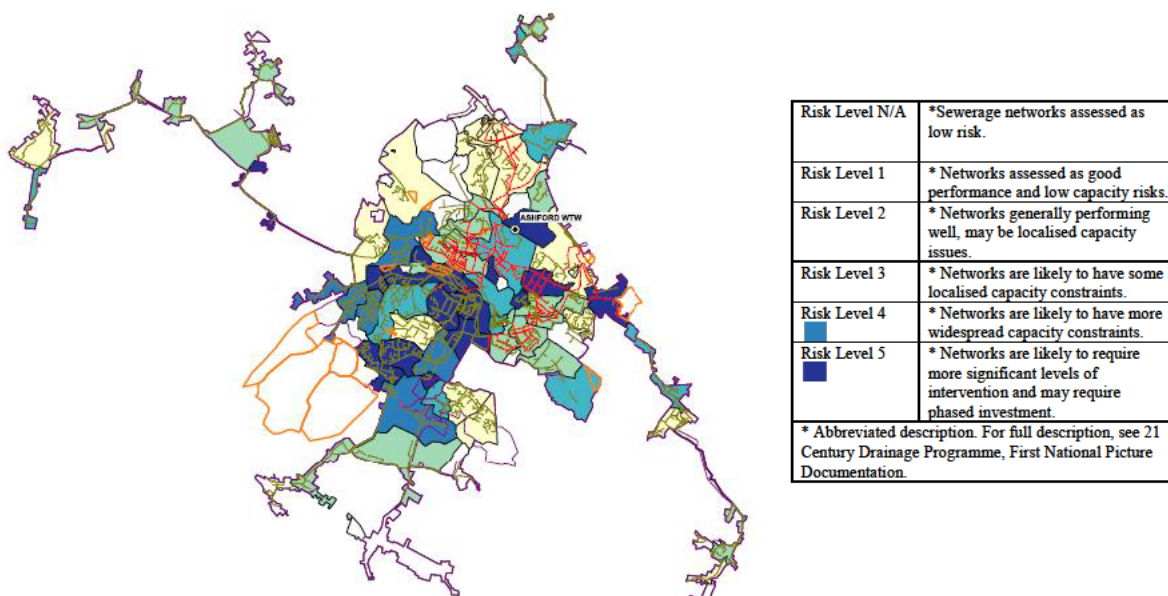 ASHFORD WTW
Risk Level N/A
*Sewerage networks assessed as
low risk.
Risk Level 1
* Networks assessed as good
performance and low capacity risks.
Risk Level 2
* Networks generally performing
well, may be localised capacity
issues.
Risk Level 3
* Networks are likely to have some
localised capacity constraints.
Risk Level 4
* Networks are likely to have more
widespread capacity constraints.
Risk Level 5
* Networks are likely to require
more significant levels of
intervention and may require
phased investment.
* Abbreviated description. For full description, see 21
Century Drainage Programme, First National Picture
Documentation.